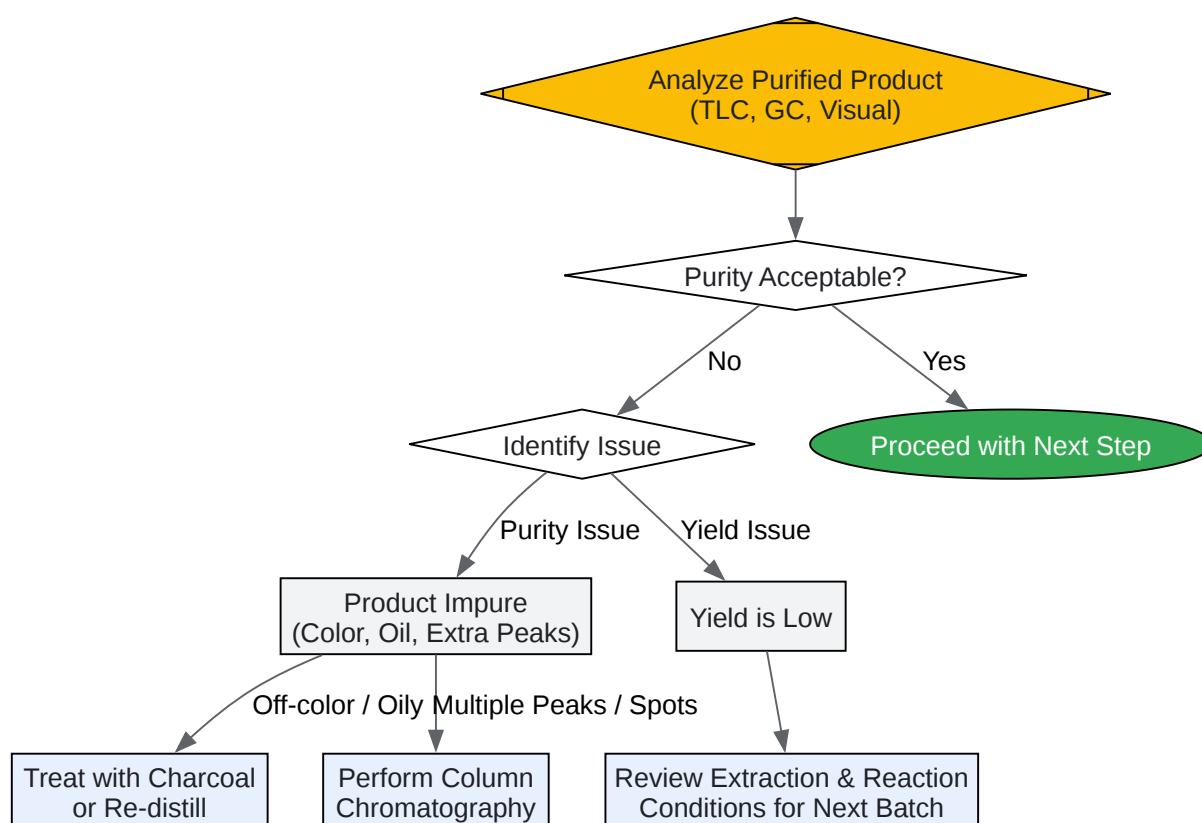 Analyze Purified Product
(TLC, GC, Visual)
Purity Acceptable?
No
Yes
Identify Issue
Proceed with Next Step
Purity Issue
Yield Issue
Product Impure
(Color, Oil, Extra Peaks)
Yield is Low
Off-color / Oily
Multiple Peaks / Spots
Treat with Charcoal
or Re-distill
Perform Column
Chromatography
Review Extraction & Reaction
Conditions for Next Batch